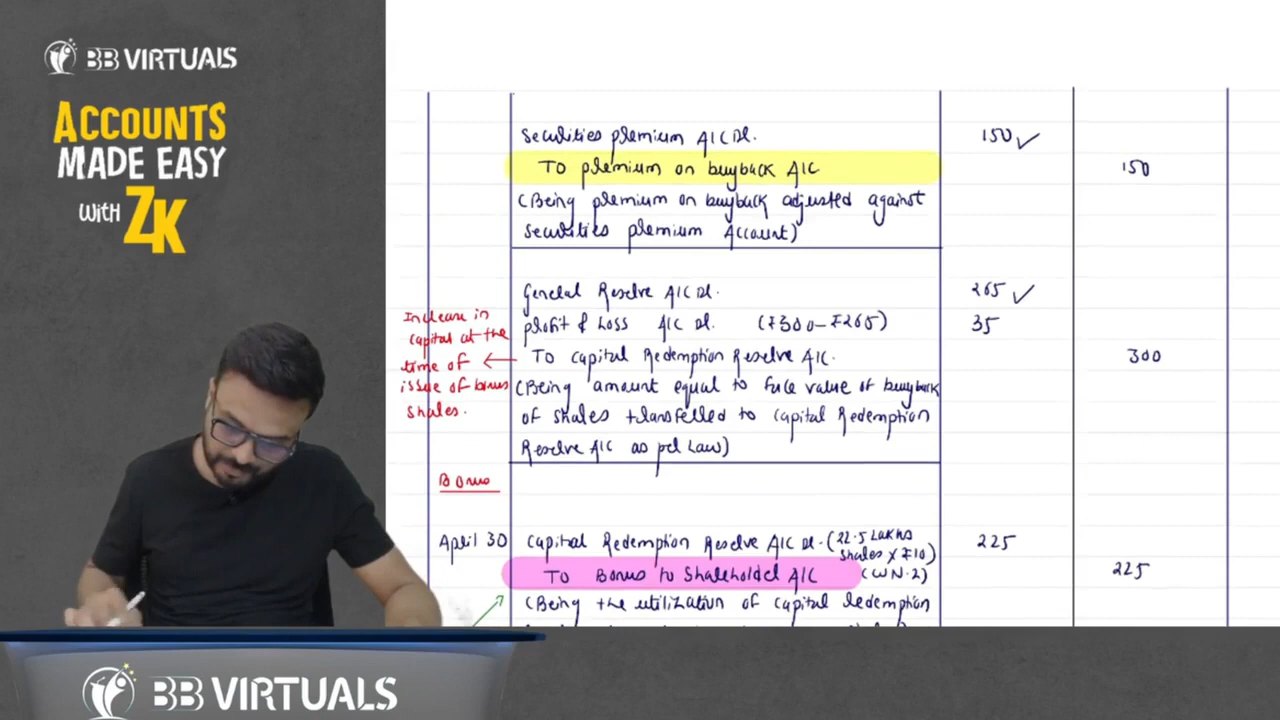 BB VIRTUALS
ACCOUNTS
MADE EASY
with ZK
Securities premium A/C Dr. 150 ✓
To premium on buyback A/C 150
(Being premium on buyback adjusted against
Securities premium Account)
General Reserve A/C Dr. 265 ✓
profit & Loss A/C Dr. (₹300-₹265) 35
To Capital Redemption Reserve A/C. 300
(Being amount equal to face value of buyback
of shares transferred to Capital Redemption
Reserve A/C as per Law)
Increase in
capital at the
time of
issue of bonus
shares.
Bonus
April 30 Capital Redemption Reserve A/C Dr. (22.5 Lakhs 225
shares x ₹10)
To Bonus to Shareholder A/C (WN.2) 225
(Being the utilization of capital redemption
BB VIRTUALS